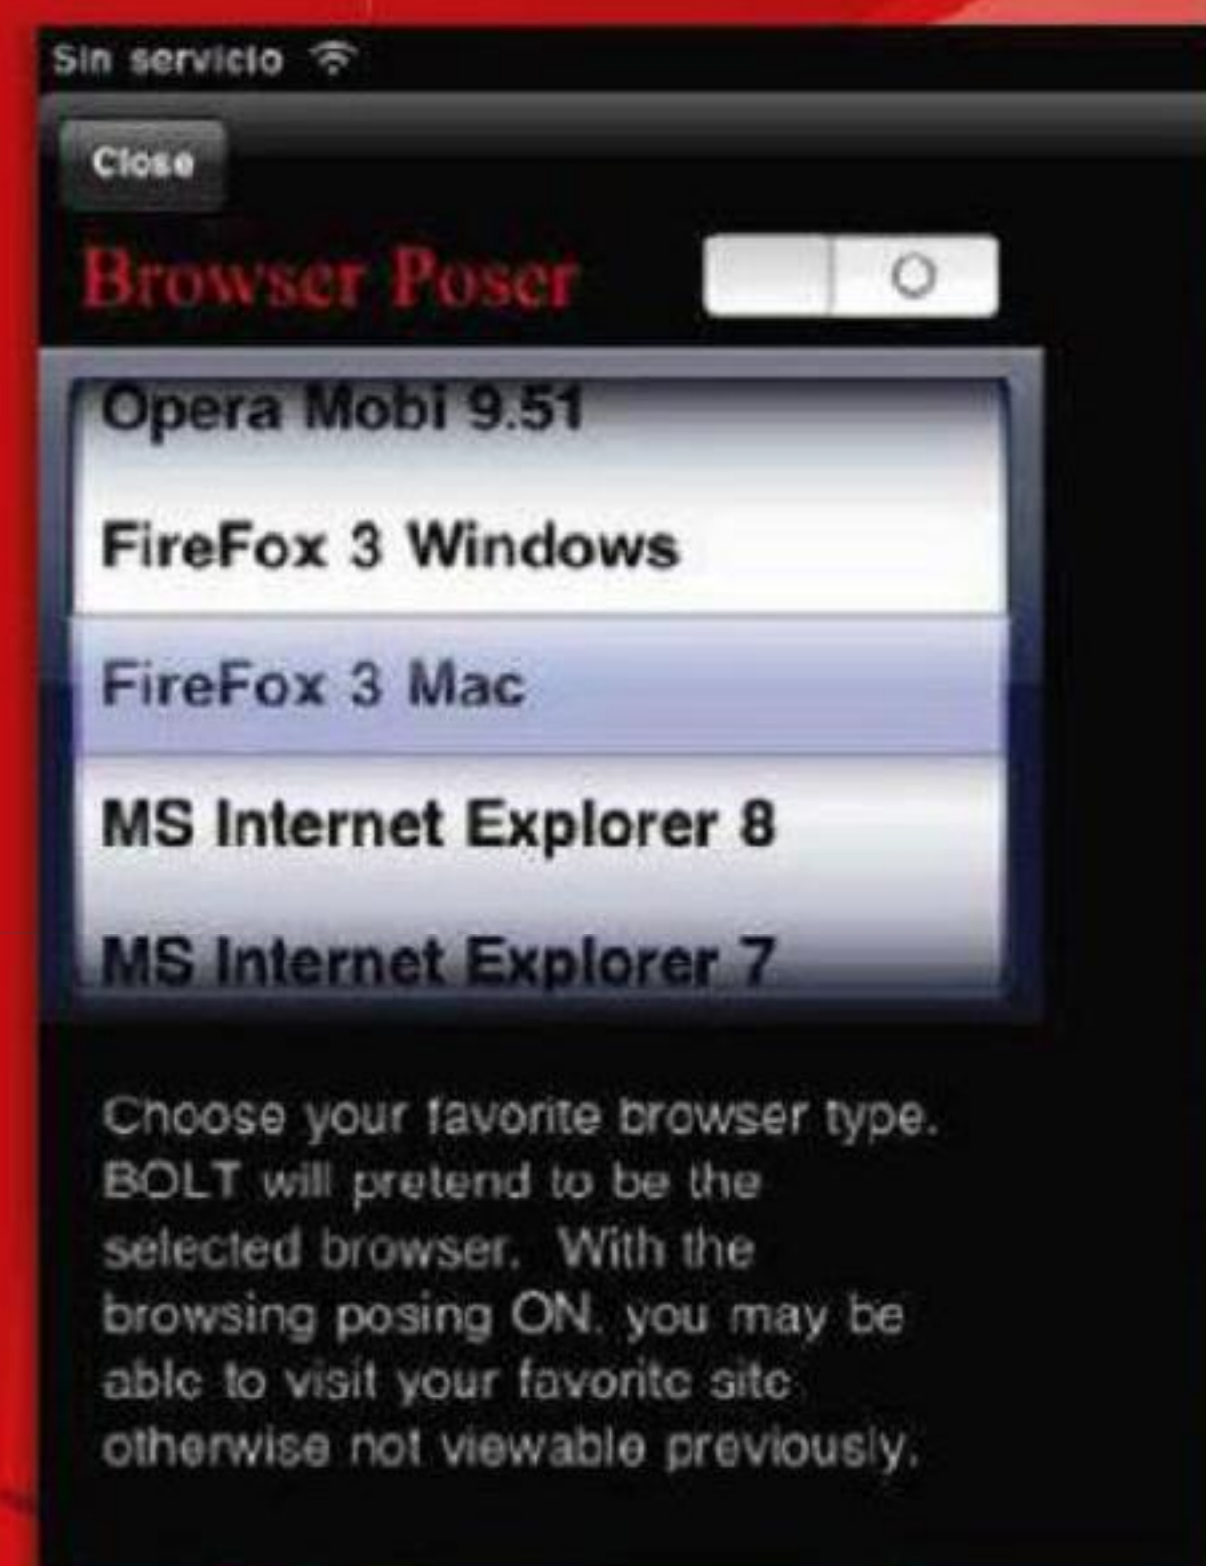 Sin servicio
Close
Browser Poser
Opera Mobi 9.51
FireFox 3 Windows
FireFox 3 Mac
MS Internet Explorer 8
MS Internet Explorer 7
Choose your favorite browser type.
BOLT will pretend to be the
selected browser. With the
browsing posing ON, you may be
able to visit your favorite site
otherwise not viewable previously.